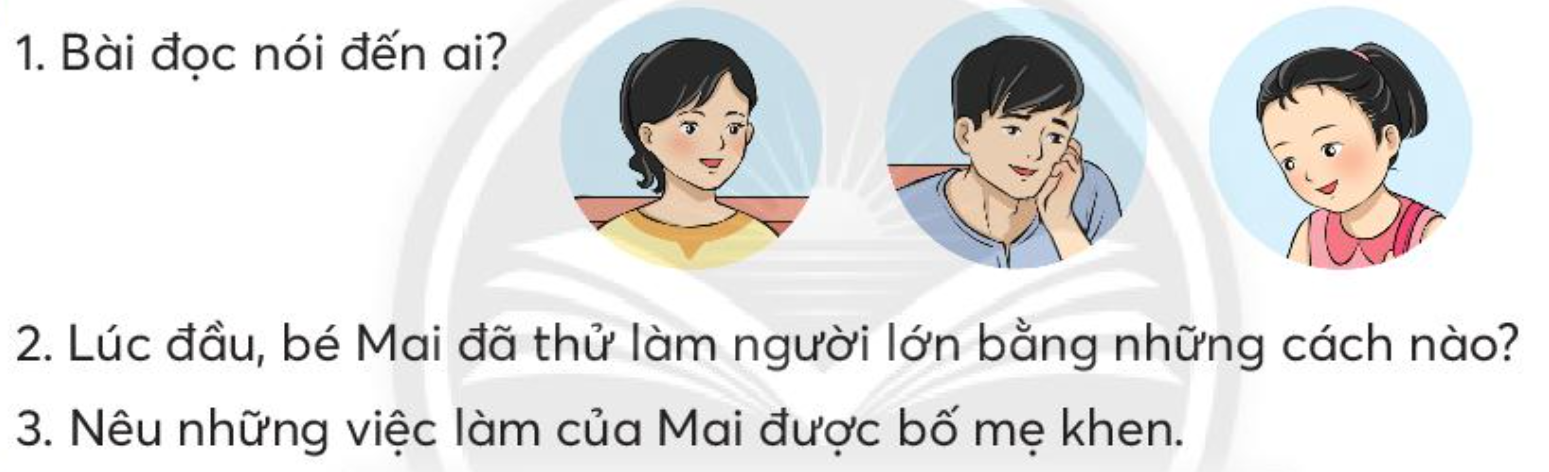 1. Bài đọc nói đến ai?
2. Lúc đầu, bé Mai đã thử làm người lớn bằng những cách nào?
3. Nêu những việc làm của Mai được bố mẹ khen.